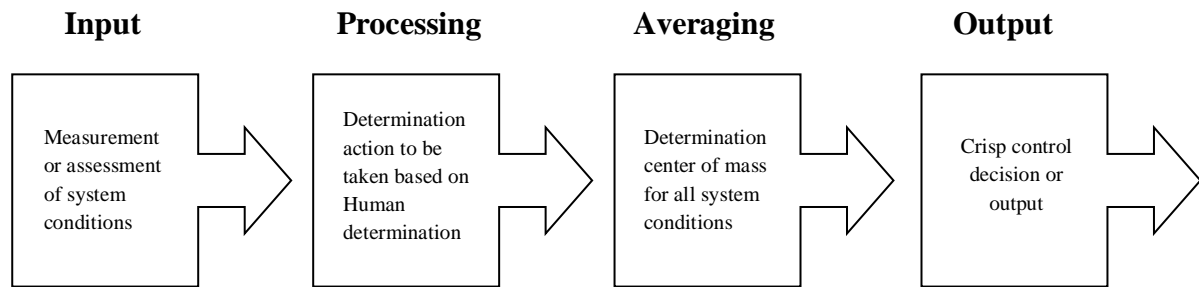 Input
Processing
Averaging
Output
Measurement
or assessment
of system
conditions
Determination
action to be
taken based on
Human
determination
Determination
center of mass
for all system
conditions
Crisp control
decision or
output